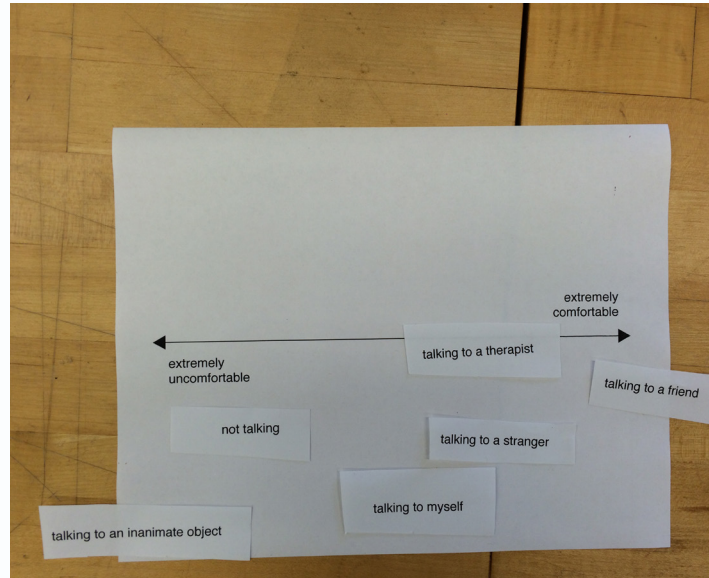 extremely
comfortable
extremely
uncomfortable
talking to a therapist
talking to a friend
not talking
talking to a stranger
talking to myself
talking to an inanimate object